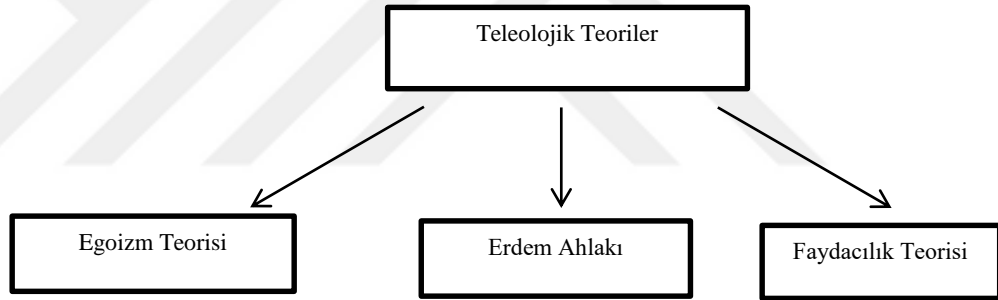 Teleolojik Teoriler
Egoizm Teorisi
Erdem Ahlakı
Faydacılık Teorisi